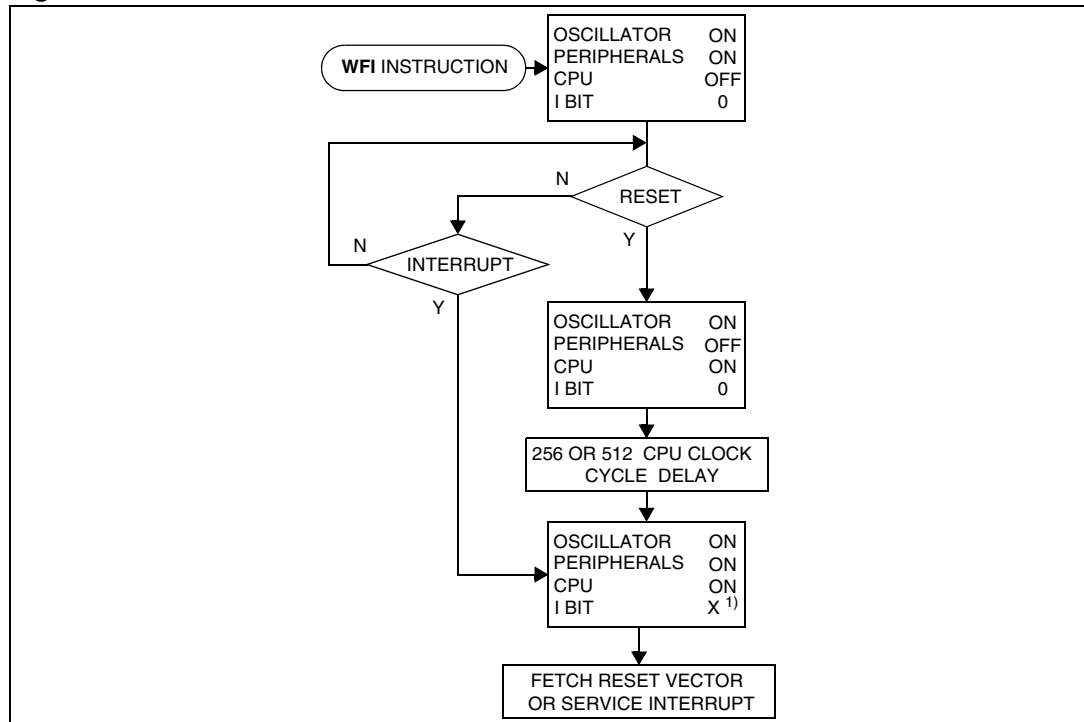 WFI INSTRUCTION
OSCILLATOR ON
PERIPHERALS ON
CPU OFF
I BIT 0
N
RESET
Y
N
INTERRUPT
Y
OSCILLATOR ON
PERIPHERALS OFF
CPU ON
I BIT 0
256 OR 512 CPU CLOCK
CYCLE DELAY
OSCILLATOR ON
PERIPHERALS ON
CPU ON
I BIT X 1)
FETCH RESET VECTOR
OR SERVICE INTERRUPT